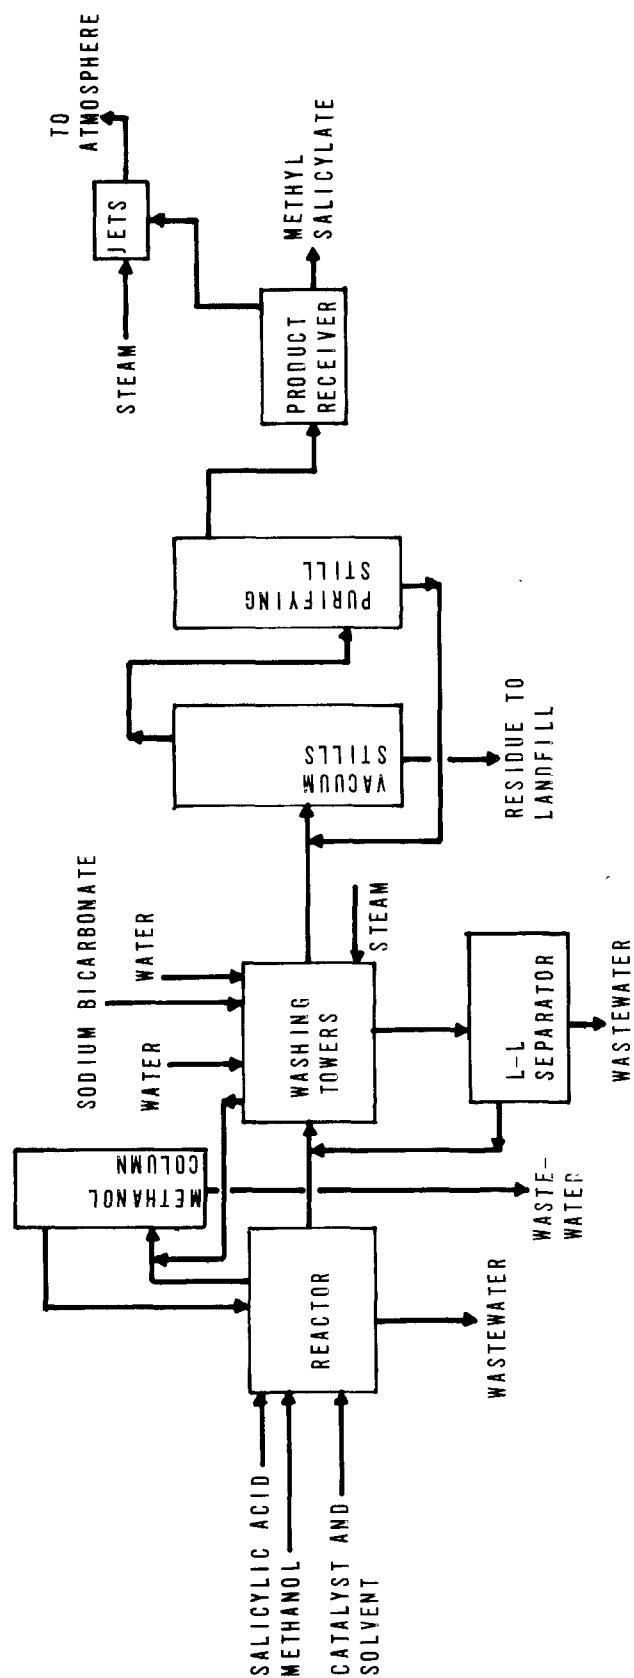 SALICYLIC ACID
METHANOL
CATALYST AND
SOLVENT
REACTOR
WASTEWATER
METHANOL
COLUMN
WASTE-
WATER
WATER
SODIUM BICARBONATE
WATER
WASHING
TOWERS
STEAM
L-L
SEPARATOR
WASTEWATER
VACUUM
STILLS
RESIDUE TO
LANDFILL
PURIFYING
STILL
PRODUCT
RECEIVER
METHYL
SALICYLATE
STEAM
JETS
TO
ATMOSPHERE